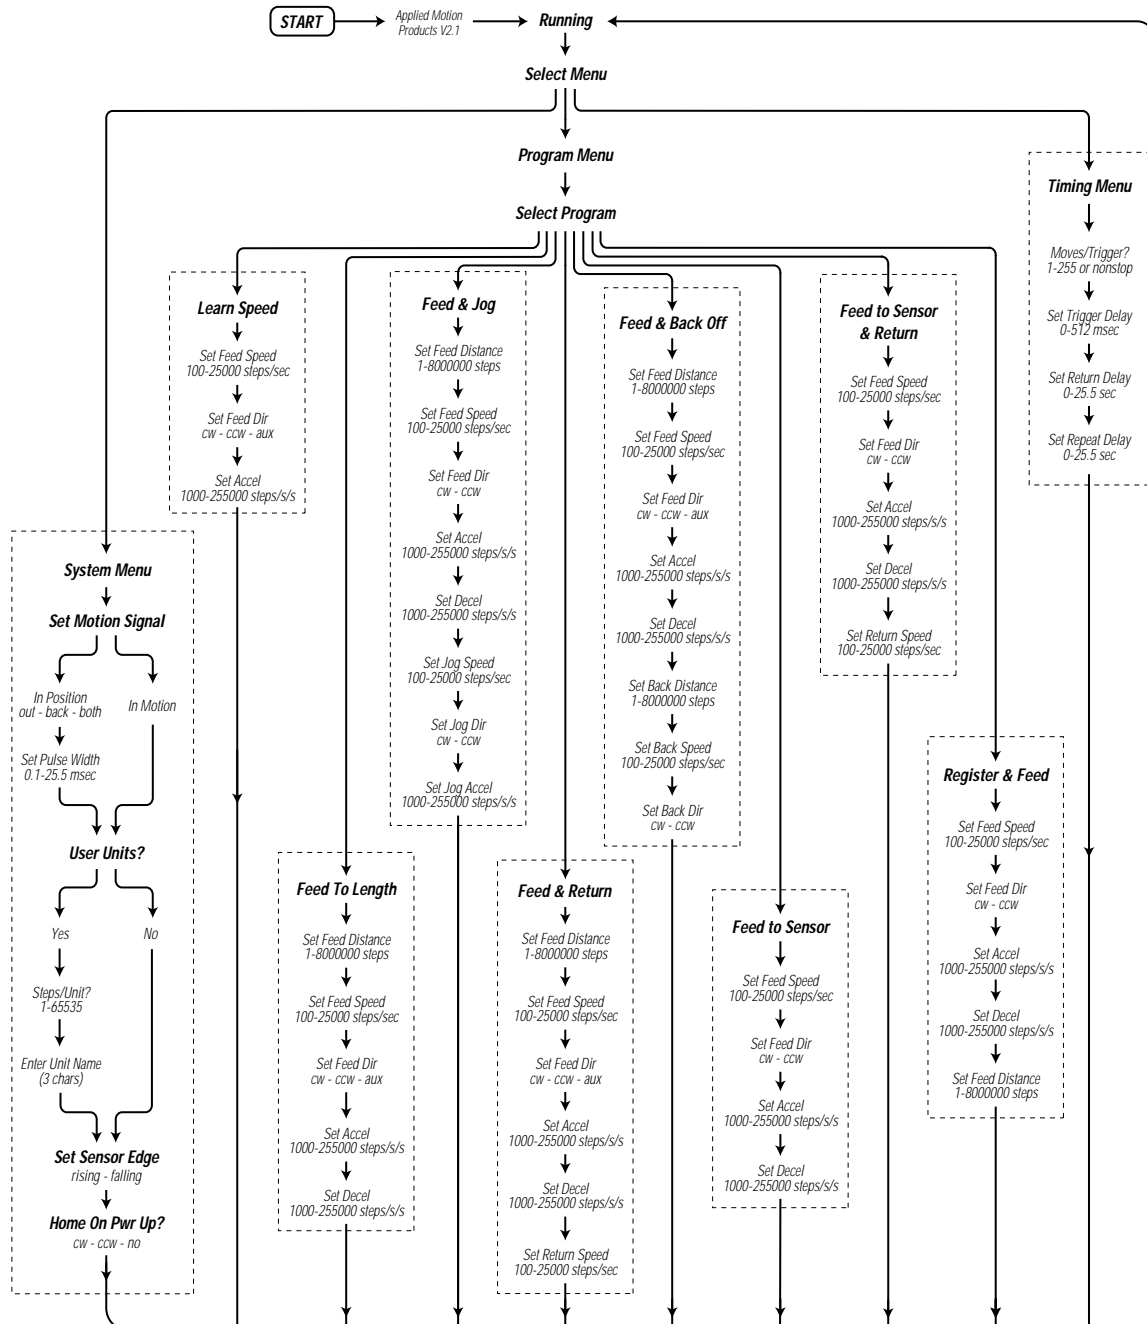 START
Applied Motion
Products V2.1
Running
Select Menu
Program Menu
Select Program
Timing Menu
Moves/Trigger?
1-255 or nonstop
Set Trigger Delay
0-512 msec
Set Return Delay
0-25.5 sec
Set Repeat Delay
0-25.5 sec
Learn Speed
Set Feed Speed
100-25000 steps/sec
Set Feed Dir
cw - ccw - aux
Set Accel
1000-255000 steps/s/s
Feed & Jog
Set Feed Distance
1-8000000 steps
Set Feed Speed
100-25000 steps/sec
Set Feed Dir
cw - ccw
Set Accel
1000-255000 steps/s/s
Set Decel
1000-255000 steps/s/s
Set Jog Speed
100-25000 steps/sec
Set Jog Dir
cw - ccw
Set Jog Accel
1000-255000 steps/s/s
Feed & Back Off
Set Feed Distance
1-8000000 steps
Set Feed Speed
100-25000 steps/sec
Set Feed Dir
cw - ccw - aux
Set Accel
1000-255000 steps/s/s
Set Decel
1000-255000 steps/s/s
Set Back Distance
1-8000000 steps
Set Back Speed
100-25000 steps/sec
Set Back Dir
cw - ccw
Feed to Sensor
& Return
Set Feed Speed
100-25000 steps/sec
Set Feed Dir
cw - ccw
Set Accel
1000-255000 steps/s/s
Set Decel
1000-255000 steps/s/s
Set Return Speed
100-25000 steps/sec
System Menu
Set Motion Signal
In Position
out - back - both
In Motion
Set Pulse Width
0.1-25.5 msec
User Units?
Yes
No
Steps/Unit?
1-65535
Enter Unit Name
(3 chars)
Set Sensor Edge
rising - falling
Home On Pwr Up?
cw - ccw - no
Feed To Length
Set Feed Distance
1-8000000 steps
Set Feed Speed
100-25000 steps/sec
Set Feed Dir
cw - ccw - aux
Set Accel
1000-255000 steps/s/s
Set Decel
1000-255000 steps/s/s
Feed & Return
Set Feed Distance
1-8000000 steps
Set Feed Speed
100-25000 steps/sec
Set Feed Dir
cw - ccw - aux
Set Accel
1000-255000 steps/s/s
Set Decel
1000-255000 steps/s/s
Set Return Speed
100-25000 steps/sec
Feed to Sensor
Set Feed Speed
100-25000 steps/sec
Set Feed Dir
cw - ccw
Set Accel
1000-255000 steps/s/s
Set Decel
1000-255000 steps/s/s
Register & Feed
Set Feed Speed
100-25000 steps/sec
Set Feed Dir
cw - ccw
Set Accel
1000-255000 steps/s/s
Set Decel
1000-255000 steps/s/s
Set Feed Distance
1-8000000 steps